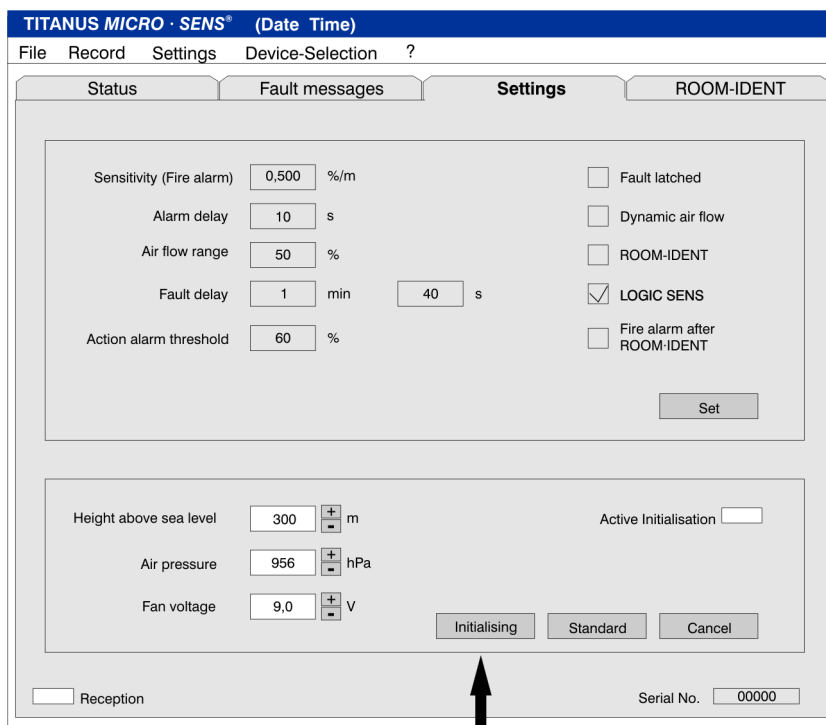 TITANUS MICRO · SENS® (Date Time)
File Record Settings Device-Selection ?
Status Fault messages Settings ROOM-IDENT
Sensitivity (Fire alarm) 0,500 %/m Fault latched
Alarm delay 10 s Dynamic air flow
Air flow range 50 % ROOM-IDENT
Fault delay 1 min 40 s LOGIC SENS
Action alarm threshold 60 % Fire alarm after
ROOM·IDENT
Set
Height above sea level 300 + - m Active Initialisation
Air pressure 956 + - hPa
Fan voltage 9,0 + - V
Initialising Standard Cancel
Reception Serial No. 00000